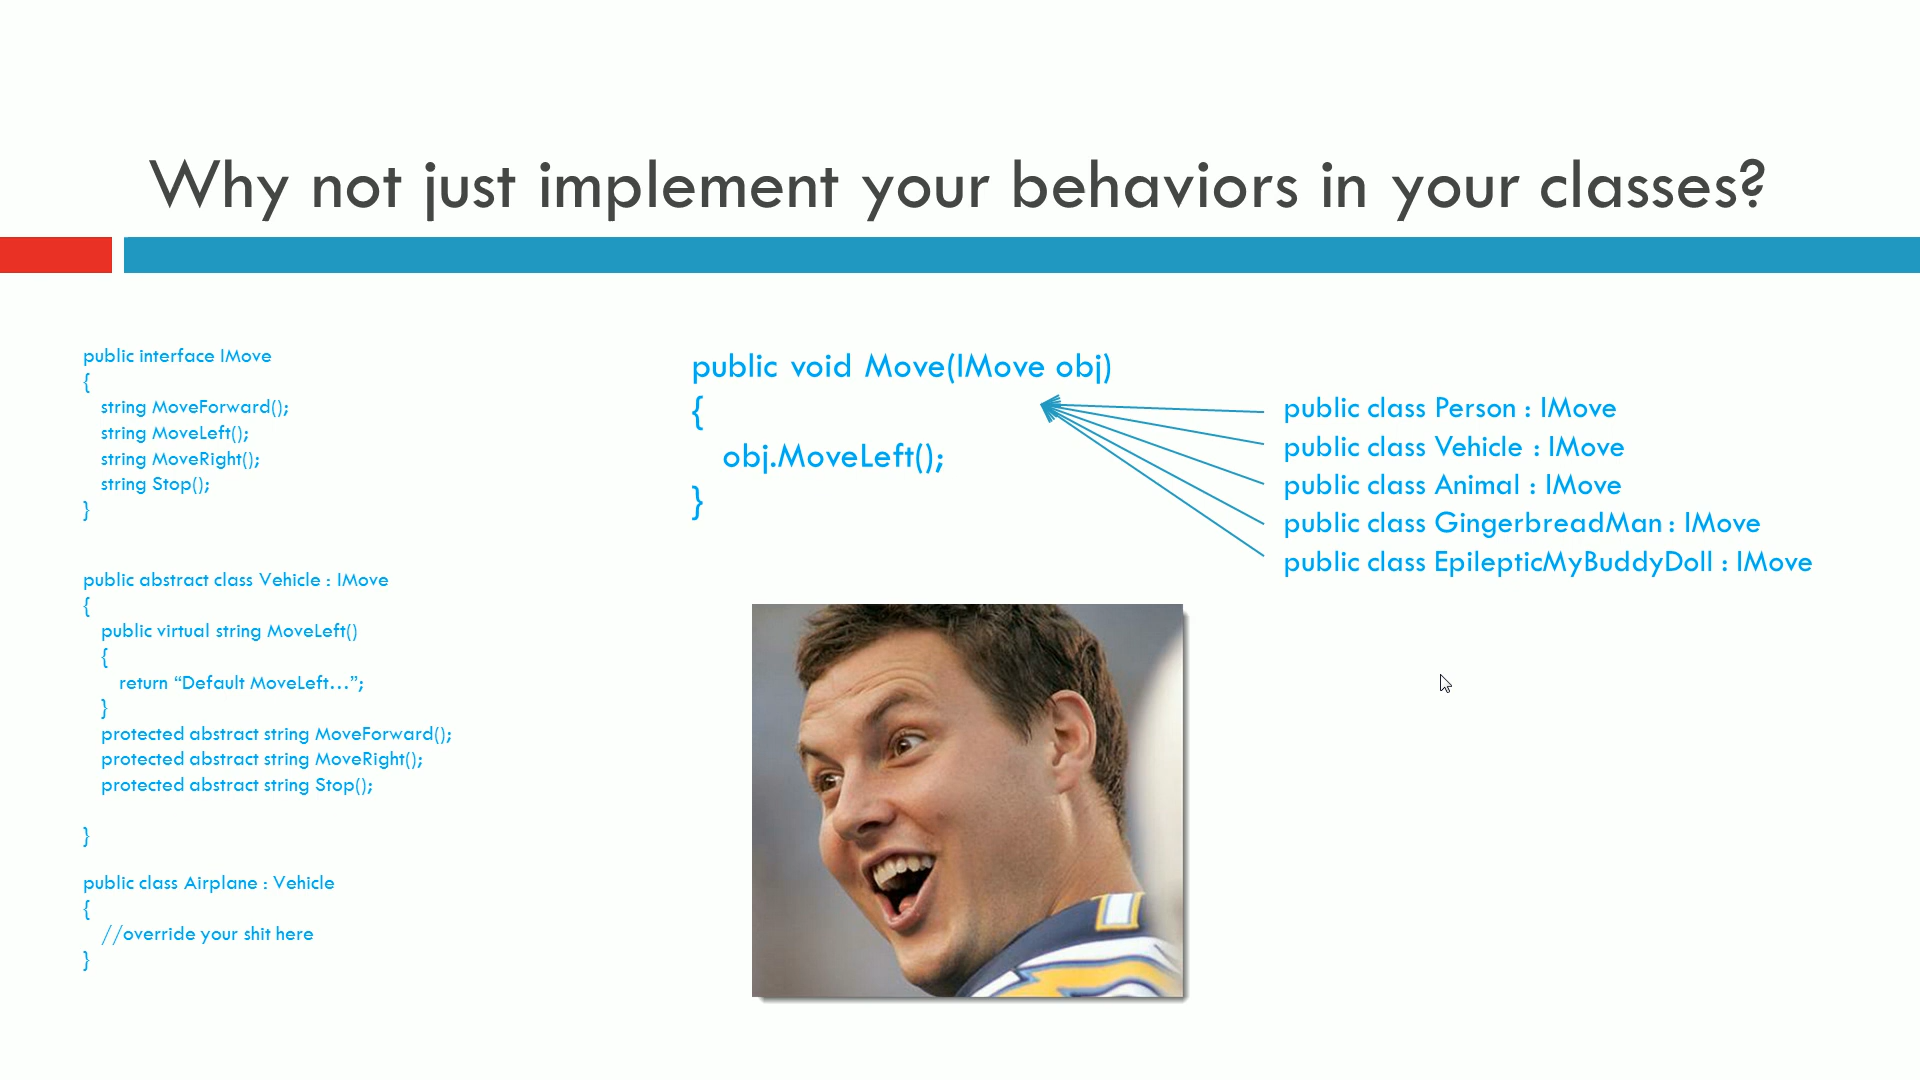 Why not just implement your behaviors in your classes?
public interface IMove
{
string MoveForward();
string MoveLeft();
string MoveRight();
string Stop();
}
public abstract class Vehicle : IMove
{
public virtual string MoveLeft()
{
return “Default MoveLeft…”;
}
protected abstract string MoveForward();
protected abstract string MoveRight();
protected abstract string Stop();
}
public class Airplane : Vehicle
{
//override your shit here
}
public void Move(IMove obj)
{
obj.MoveLeft();
}
public class Person : IMove
public class Vehicle : IMove
public class Animal : IMove
public class GingerbreadMan : IMove
public class EpilepticMyBuddyDoll : IMove